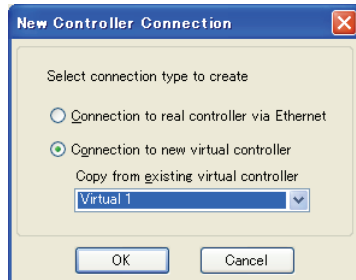 New Controller Connection
Select connection type to create
Connection to real controller via Ethernet
Connection to new virtual controller
Copy from existing virtual controller
Virtual 1
OK Cancel